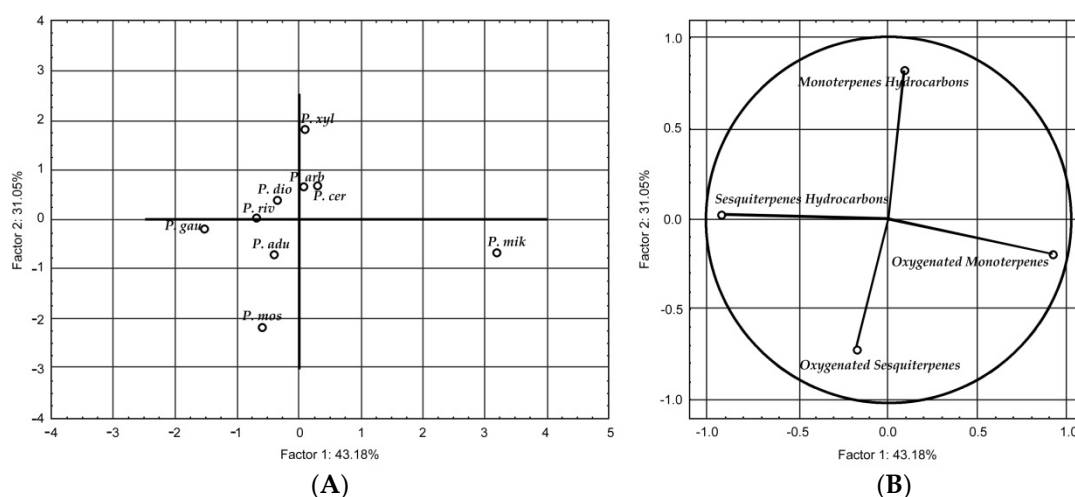 4
3
2
1
0
−1
−2
−3
−4
Factor 2: 31.05%
P. xyl
P. arb
P. dio
P. cer
P. riv
P. gau
P. adu
P. mik
P. mos
−4 −3 −2 −1 0 1 2 3 4 5
Factor 1: 43.18%
(A)
1.0
0.5
0.0
-0.5
-1.0
Factor 2: 31.05%
Monoterpenes Hydrocarbons
Sesquiterpenes Hydrocarbons
Oxygenated Monoterpenes
Oxygenated Sesquiterpenes
-1.0 -0.5 0.0 0.5 1.0
Factor 1: 43.18%
(B)